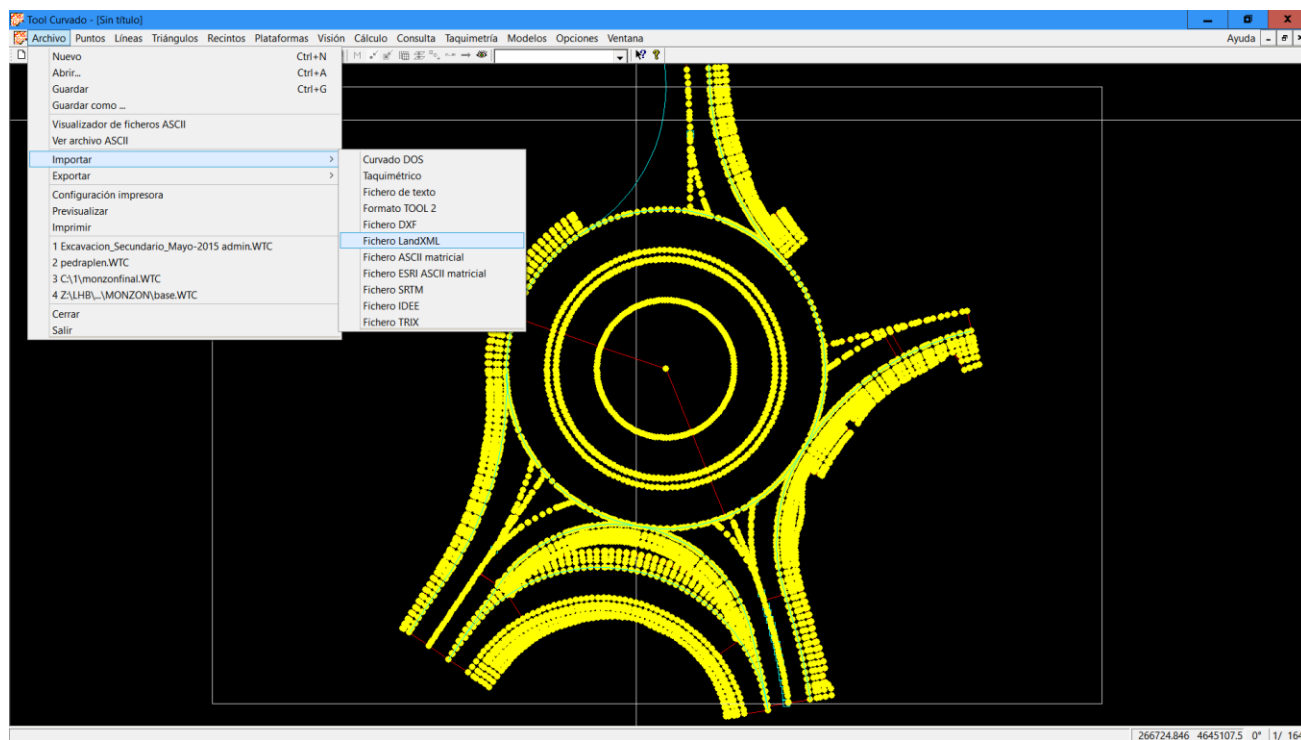 Tool Curvado - [Sin título]
Archivo Puntos Líneas Triángulos Recintos Plataformas Visión Cálculo Consulta Taquimetría Modelos Opciones Ventana Ayuda
Nuevo Ctrl+N
Abrir... Ctrl+A
Guardar Ctrl+G
Guardar como ...
Visualizador de ficheros ASCII
Ver archivo ASCII
Importar
Exportar
Configuración impresora
Previsualizar
Imprimir
1 Excavacion_Secundario_Mayo-2015 admin.WTC
2 pedraplen.WTC
3 C:\1\monzonfinal.WTC
4 Z:\LHB\...\MONZON\base.WTC
Cerrar
Salir
Curvado DOS
Taquimétrico
Fichero de texto
Formato TOOL 2
Fichero DXF
Fichero LandXML
Fichero ASCII matricial
Fichero ESRI ASCII matricial
Fichero SRTM
Fichero IDEE
Fichero TRIX
266724.846 4645107.5 0° 1/ 164